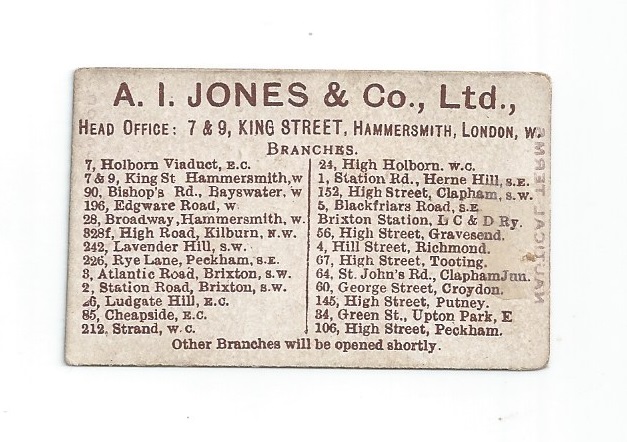 A. I. JONES & Co., Ltd.,
HEAD OFFICE: 7 & 9, KING STREET, HAMMERSMITH, LONDON, W.
BRANCHES.
7, Holborn Viaduct, E.C.
7 & 9, King St Hammersmith, W
90, Bishop's Rd., Bayswater. W
196, Edgware Road, W
28, Broadway, Hammersmith, W.
328f, High Road, Kilburn, N.W.
242, Lavender Hill, S.W.
226, Rye Lane, Peckham, S.E.
3, Atlantic Road, Brixton, S.W.
2, Station Road, Brixton, S.W.
26, Ludgate Hill, E.C.
85, Cheapside, E.C.
212, Strand, W.C.
24, High Holborn. W.C.
1, Station Rd., Herne Hill, S.E.
152, High Street, Clapham, S.W.
5, Blackfriars Road, S.E
Brixton Station, L C & D Ry.
56, High Street, Gravesend.
4, Hill Street, Richmond.
67, High Street, Tooting.
64, St. John's Rd., Clapham Jun.
60, George Street, Croydon.
145, High Street, Putney.
34, Green St., Upton Park, E
106, High Street, Peckham.
Other Branches will be opened shortly.
NAUTICAL TERMS